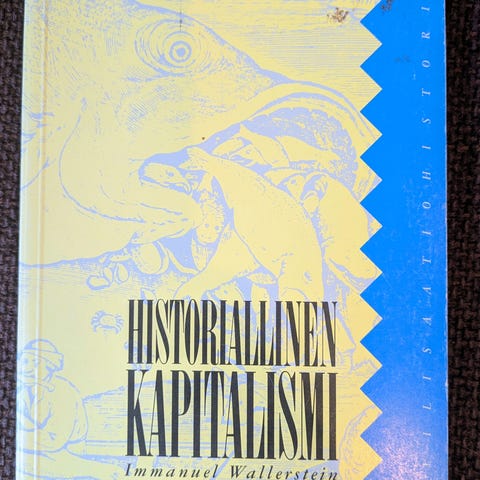 HISTORIALLINEN
KAPITALISMI
Immanuel Wallerstein